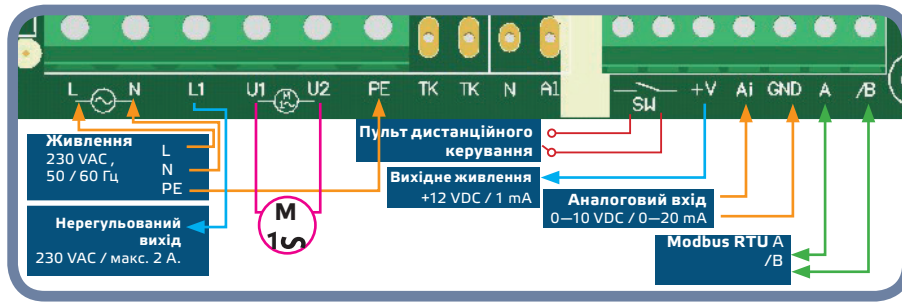 L N L1 U1 M 1~ U2 PE TK TK N A1 SW +V Ai GND A /B
Живлення
230 VAC ,
50 / 60 Гц
L
N
PE
Нерегульований
вихід
230 VAC / макс. 2 A.
M
1
Пульт дистанційного
керування
Вихідне живлення
+12 VDC / 1 mA
Аналоговий вхід
0—10 VDC / 0—20 mA
Modbus RTU A
/B